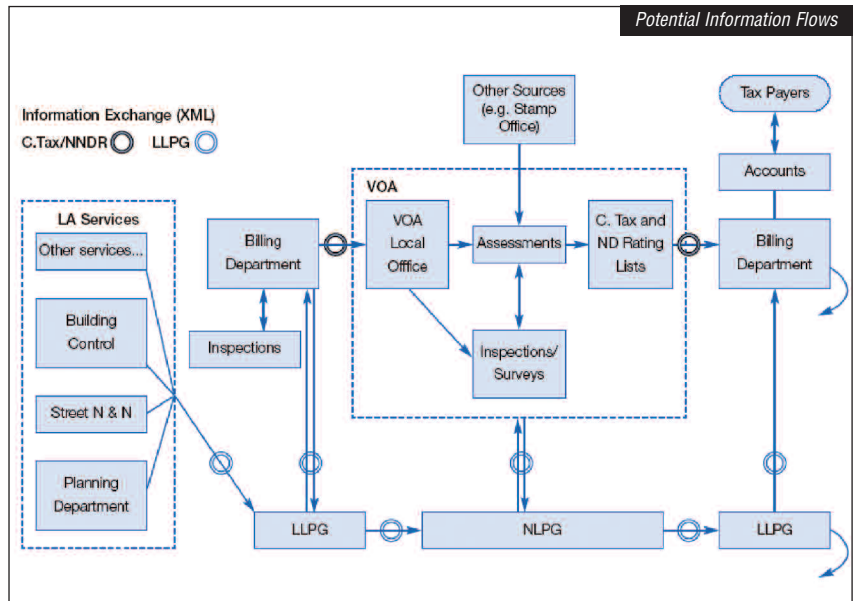 Potential Information Flows
Information Exchange (XML)
C.Tax/NNDR LLPG
LA Services
Other services...
Building
Control
Street N & N
Planning
Department
Billing
Department
Inspections
Other Sources
(e.g. Stamp
Office)
VOA
VOA
Local
Offfice
Assessments
C. Tax and
ND Rating
Lists
Inspections/
Surveys
Tax Payers
Accounts
Billing
Department
LLPG
NLPG
LLPG